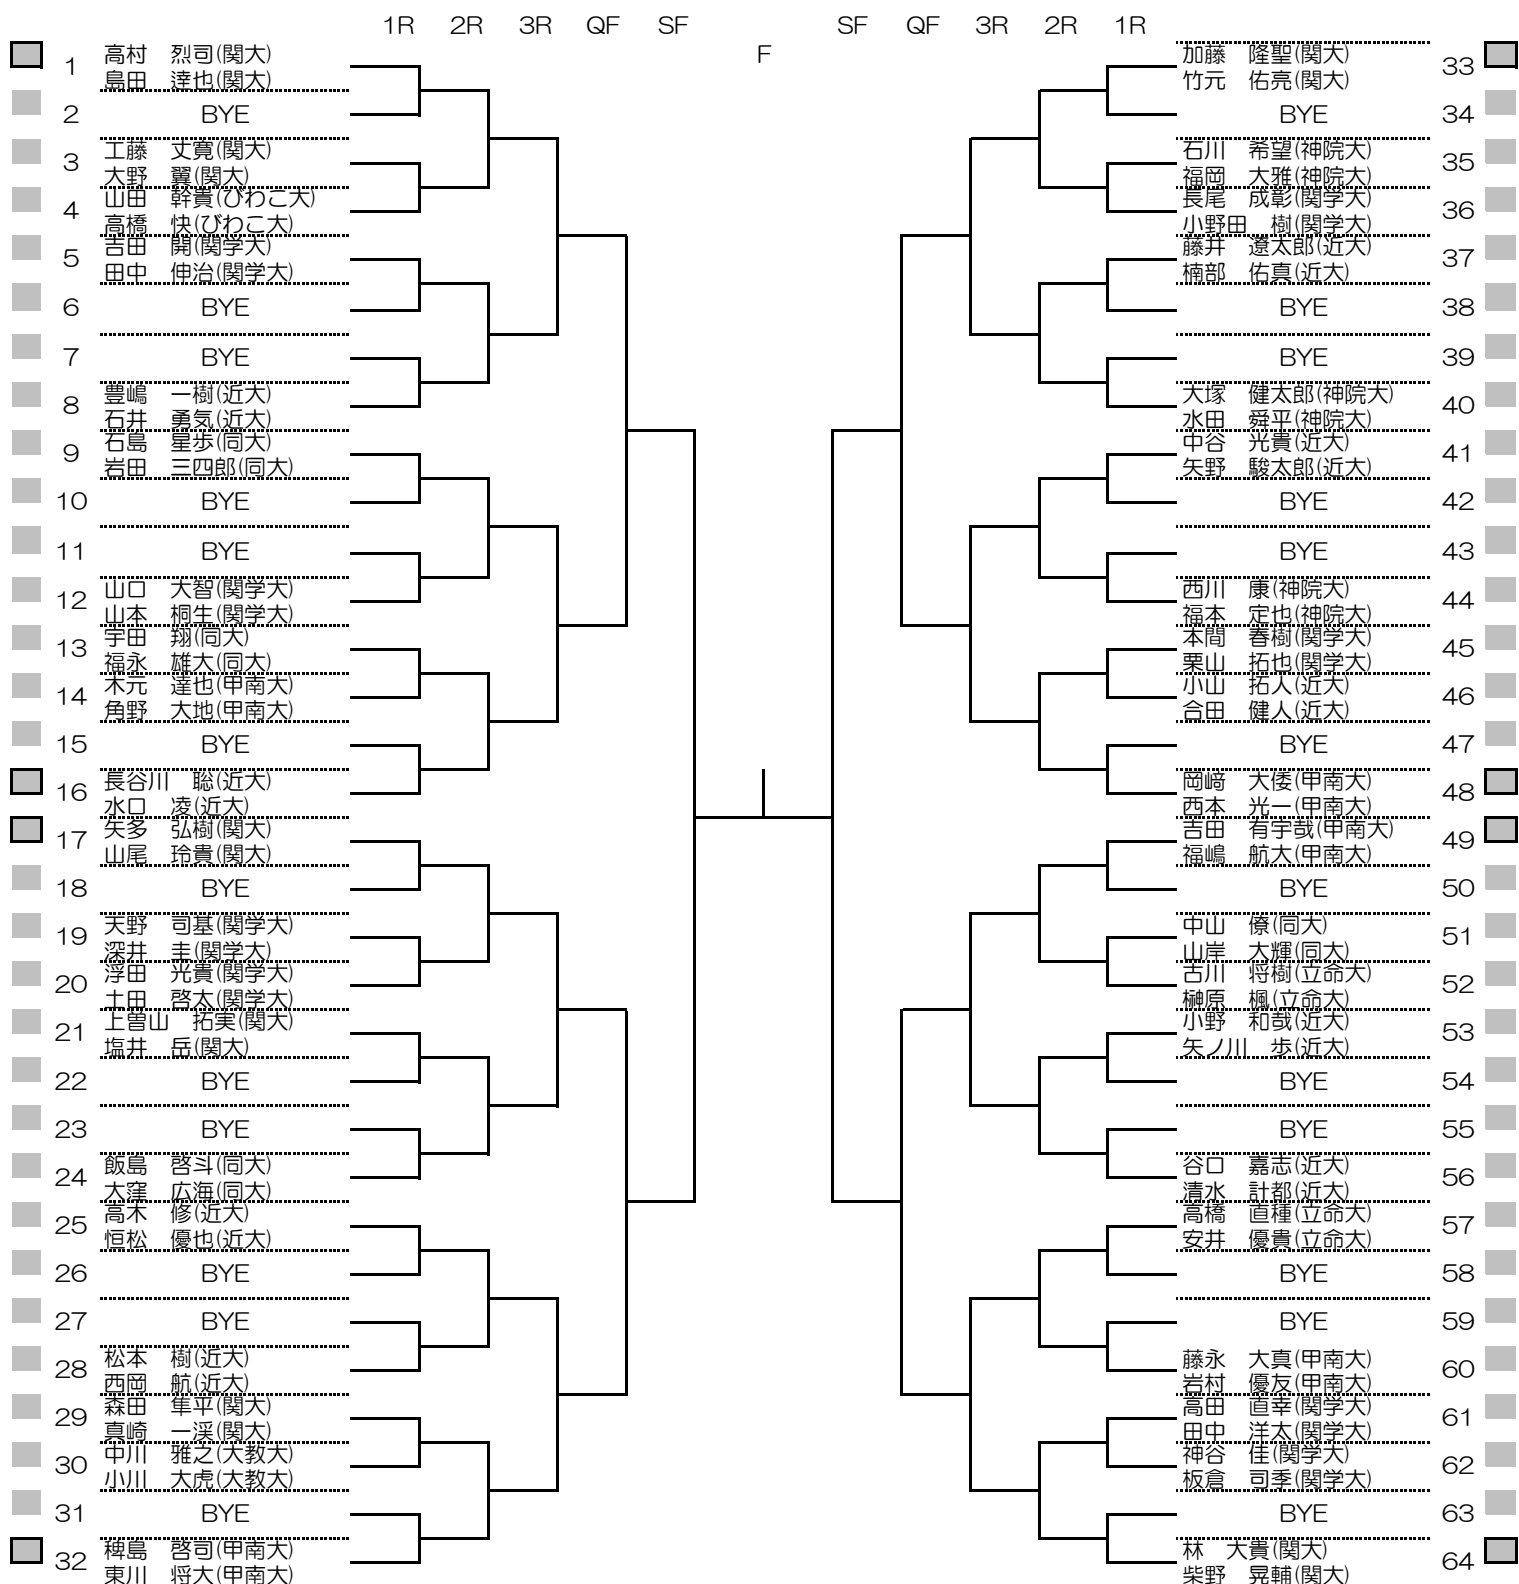 1R 2R 3R QF SF F SF QF 3R 2R 1R
1 高村　烈司(関大)
島田　達也(関大)
2 BYE
3 工藤　丈寛(関大)
大野　翼(関大)
4 山田　幹貴(びわこ大)
高橋　快(びわこ大)
5 吉田　開(関学大)
田中　伸治(関学大)
6 BYE
7 BYE
8 豊嶋　一樹(近大)
石井　勇気(近大)
9 石島　星歩(同大)
岩田　三四郎(同大)
10 BYE
11 BYE
12 山口　大智(関学大)
山本　桐生(関学大)
13 宇田　翔(同大)
福永　雄大(同大)
14 木元　達也(甲南大)
角野　大地(甲南大)
15 BYE
16 長谷川　聡(近大)
水口　凌(近大)
17 矢多　弘樹(関大)
山尾　玲貴(関大)
18 BYE
19 天野　司基(関学大)
深井　圭(関学大)
20 浮田　光貴(関学大)
土田　啓太(関学大)
21 上曽山　拓実(関大)
塩井　岳(関大)
22 BYE
23 BYE
24 飯島　啓斗(同大)
大窪　広海(同大)
25 高木　修(近大)
恒松　優也(近大)
26 BYE
27 BYE
28 松本　樹(近大)
西岡　航(近大)
29 森田　隼平(関大)
真崎　一渓(関大)
30 中川　雅之(大教大)
小川　大虎(大教大)
31 BYE
32 稗島　啓司(甲南大)
東川　将大(甲南大)
加藤　隆聖(関大) 33
竹元　佑亮(関大)
BYE 34
石川　希望(神院大) 35
福岡　大雅(神院大)
長尾　成彰(関学大) 36
小野田　樹(関学大)
藤井　遼太郎(近大) 37
楠部　佑真(近大)
BYE 38
BYE 39
大塚　健太郎(神院大) 40
水田　舜平(神院大)
中谷　光貴(近大) 41
矢野　駿太郎(近大)
BYE 42
BYE 43
西川　康(神院大) 44
福本　定也(神院大)
本間　春樹(関学大) 45
栗山　拓也(関学大)
小山　拓人(近大) 46
合田　健人(近大)
BYE 47
岡﨑　大倭(甲南大) 48
西本　光一(甲南大)
吉田　有宇哉(甲南大) 49
福嶋　航大(甲南大)
BYE 50
中山　僚(同大) 51
山岸　大輝(同大)
古川　将樹(立命大) 52
榊原　楓(立命大)
小野　和哉(近大) 53
矢ノ川　歩(近大)
BYE 54
BYE 55
谷口　嘉志(近大) 56
清水　計都(近大)
高橋　直種(立命大) 57
安井　優貴(立命大)
BYE 58
BYE 59
藤永　大真(甲南大) 60
岩村　優友(甲南大)
高田　直幸(関学大) 61
田中　洋太(関学大)
神谷　佳(関学大) 62
板倉　司季(関学大)
BYE 63
林　大貴(関大) 64
柴野　晃輔(関大)